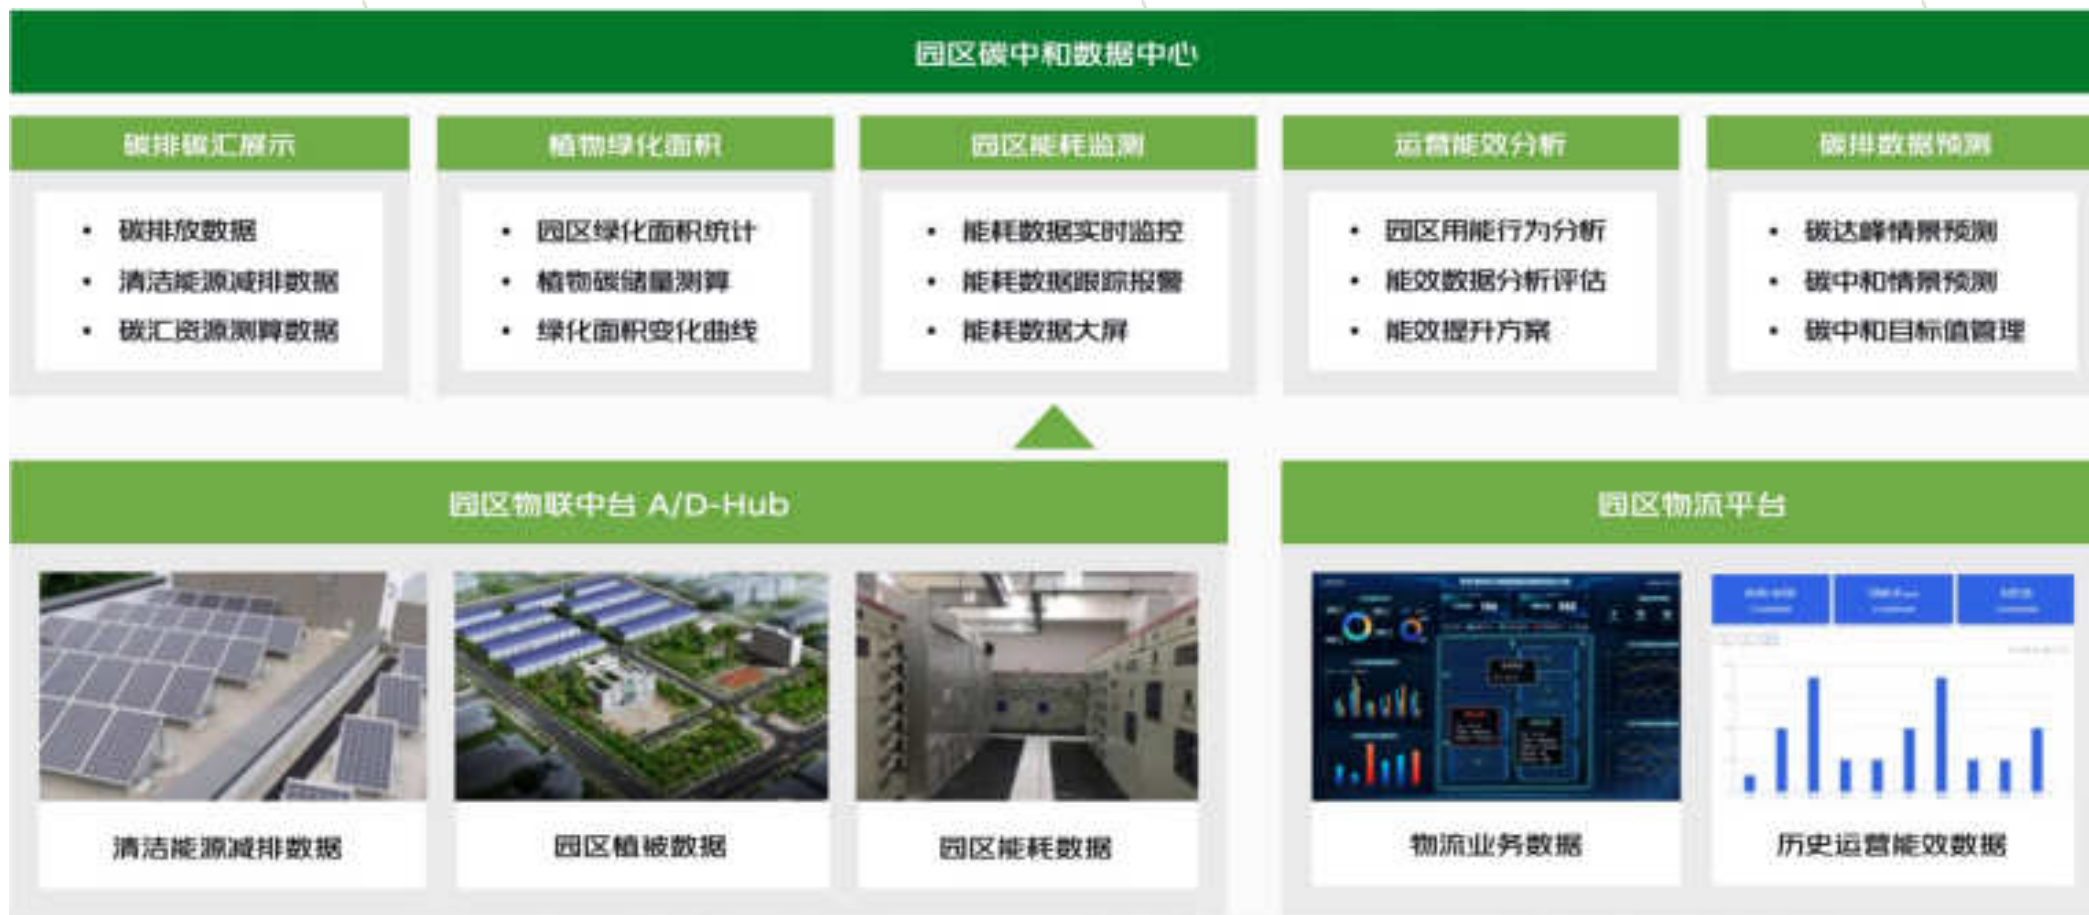 园区碳中和数据中心
碳排碳汇展示
植物绿化面积
园区能耗监测
运营能效分析
碳排数据预测
• 碳排放数据
• 清洁能源减排数据
• 碳汇资源测算数据
• 园区绿化面积统计
• 植物碳储量测算
• 绿化面积变化曲线
• 能耗数据实时监控
• 能耗数据跟踪报警
• 能耗数据大屏
• 园区用能行为分析
• 能效数据分析评估
• 能效提升方案
• 碳达峰情景预测
• 碳中和情景预测
• 碳中和目标值管理
园区物联中台 A/D-Hub
园区物流平台
清洁能源减排数据
园区植被数据
园区能耗数据
物流业务数据
历史运营能效数据